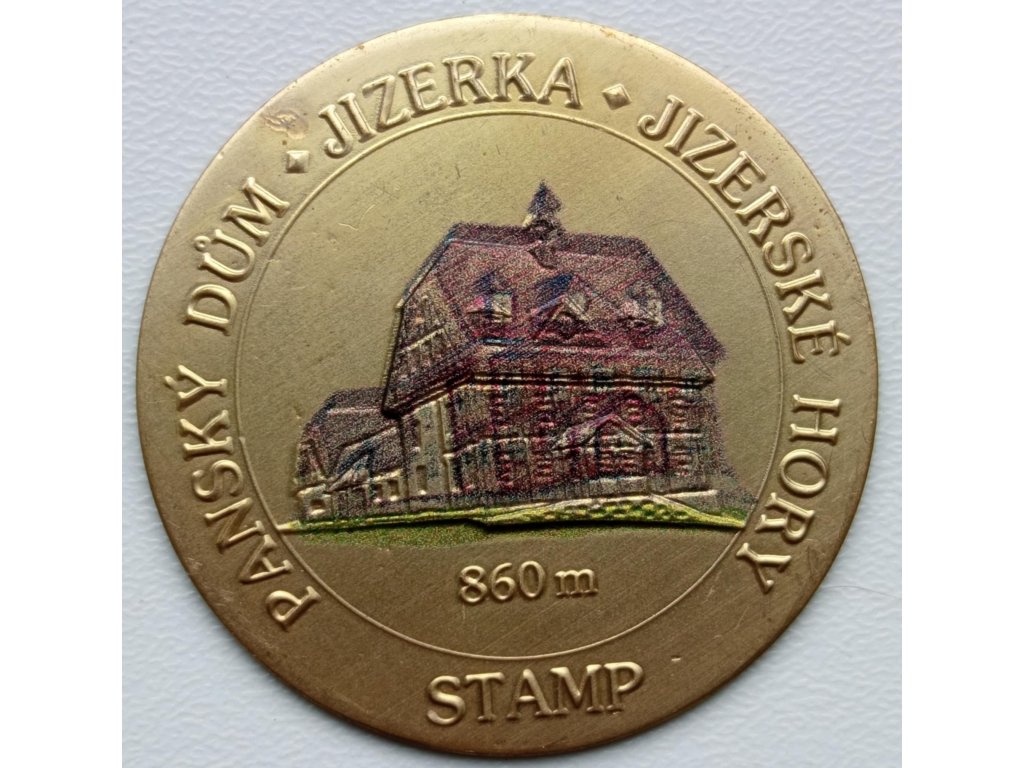 PANSKÝ DŮM · JIZERKA · JIZERSKÉ HORY
860 m
STAMP